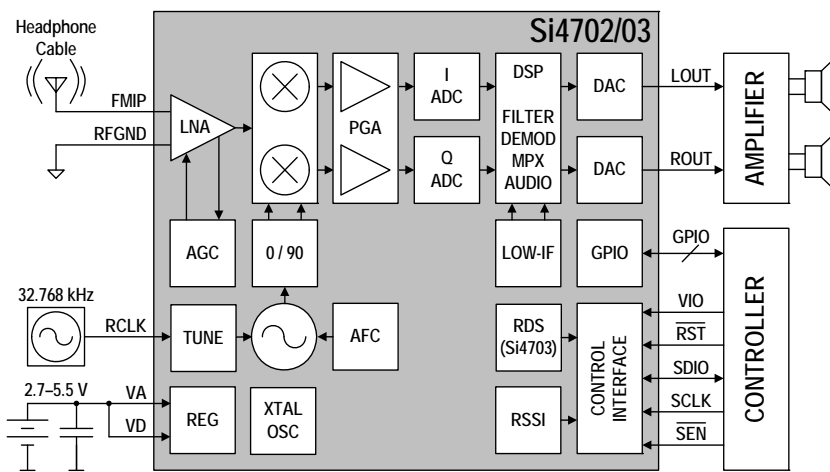 Si4702/03
Headphone
Cable
FMIP
RFGND
LNA
PGA
I
ADC
Q
ADC
DSP
FILTER
DEMOD
MPX
AUDIO
DAC
DAC
LOUT
ROUT
AMPLIFIER
AGC
0 / 90
LOW-IF
GPIO
GPIO
32.768 kHz
RCLK
TUNE
AFC
RDS
(Si4703)
CONTROL
INTERFACE
VIO
RST
SDIO
SCLK
SEN
CONTROLLER
2.7–5.5 V
VA
VD
REG
XTAL
OSC
RSSI